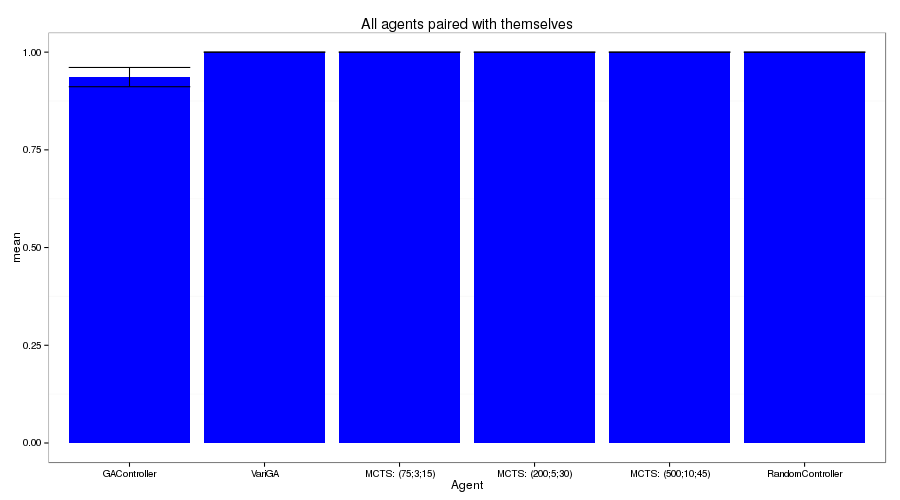 All agents paired with themselves
mean
1.00
0.75
0.50
0.25
0.00
GAController VariGA MCTS: (75;3;15) MCTS: (200;5;30) MCTS: (500;10;45) RandomController
Agent